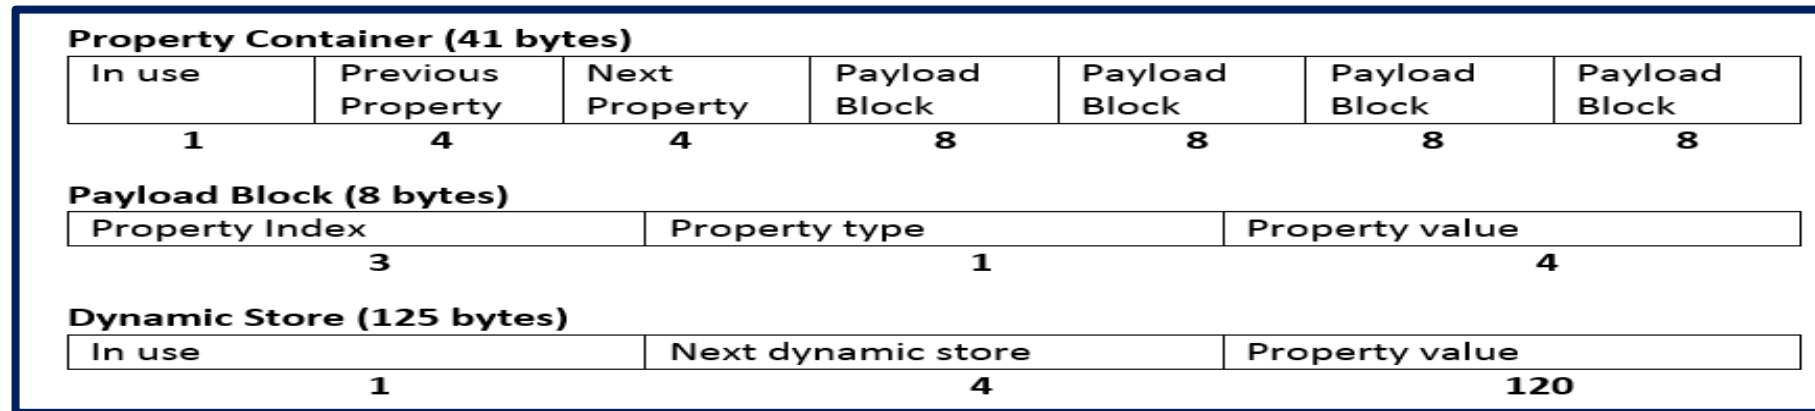 Property Container (41 bytes)
In use Previous Next Payload Payload Payload Payload
Property Property Block Block Block Block
1 4 4 8 8 8 8
Payload Block (8 bytes)
Property Index Property type Property value
3 1 4
Dynamic Store (125 bytes)
In use Next dynamic store Property value
1 4 120